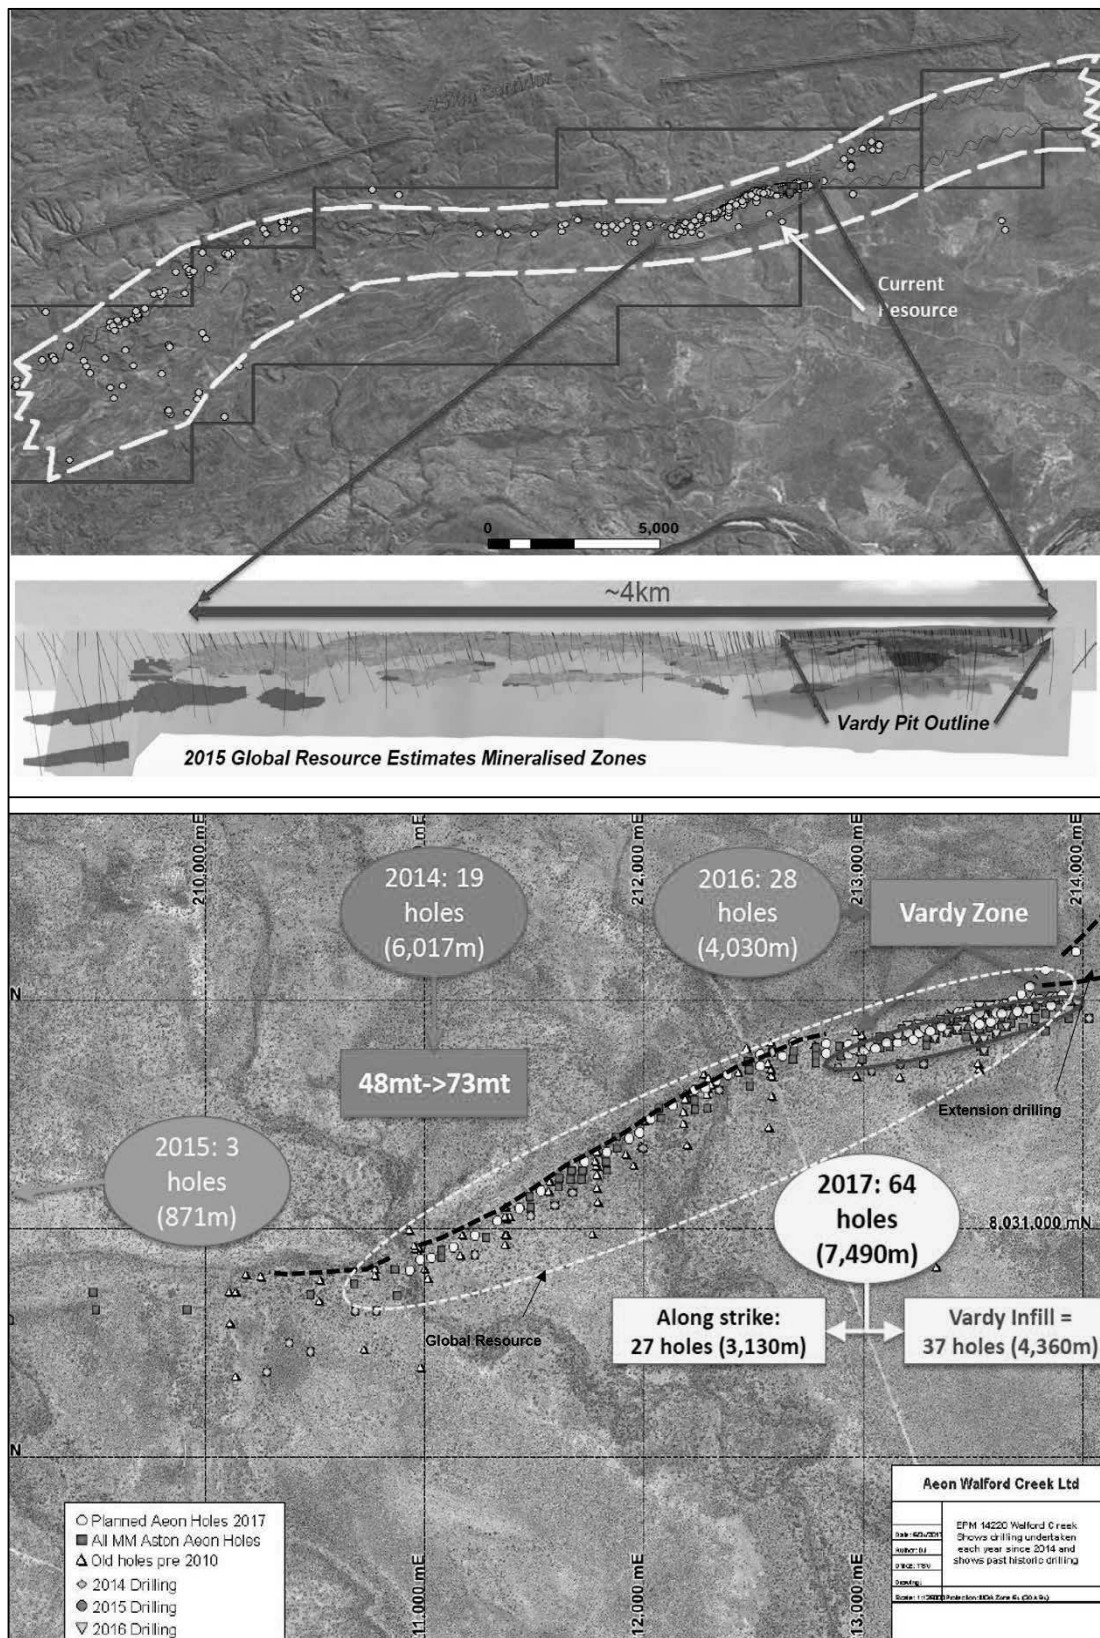 ~25km Corridor
Current
Resource
0 5,000
~4km
Vardy Pit Outline
2015 Global Resource Estimates Mineralised Zones
210,000 mE
212,000 mE
213,000 mE
214,000 mE
2014: 19
holes
(6,017m)
2016: 28
holes
(4,030m)
Vardy Zone
N
48mt->73mt
Extension drilling
2015: 3
holes
(871m)
2017: 64
holes
(7,490m)
8,031,000 mN
Along strike:
27 holes (3,130m)
Vardy Infill =
37 holes (4,360m)
Global Resource
N
Aeon Walford Creek Ltd
EPM 14220 Walford Creek
Shows drilling undertaken
each year since 2014 and
shows past historic drilling
Planned Aeon Holes 2017
All MM Aston Aeon Holes
Old holes pre 2010
2014 Drilling
2015 Drilling
2016 Drilling
211,000 mE
212,000 mE
213,000 mE